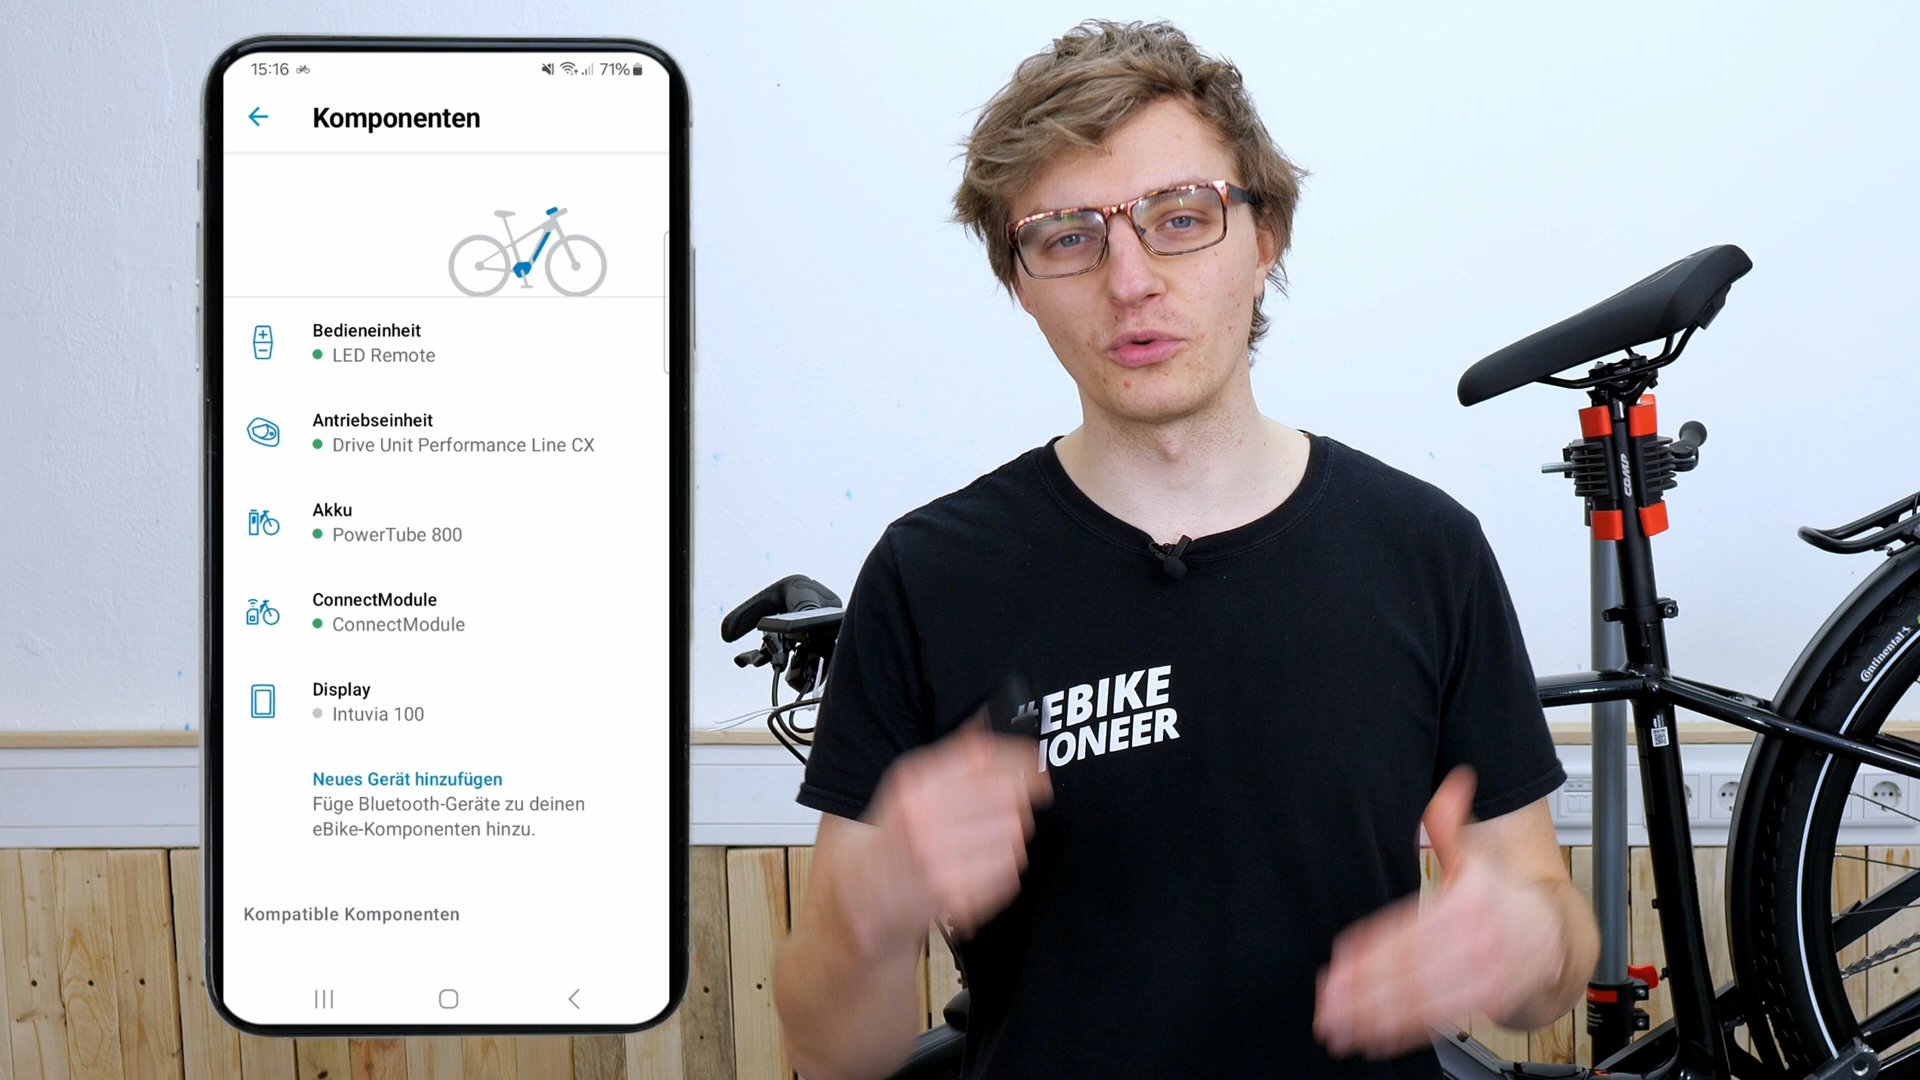 15:16
71%
Komponenten
Bedieneinheit
LED Remote
Antriebseinheit
Drive Unit Performance Line CX
Akku
PowerTube 800
ConnectModule
ConnectModule
Display
Intuvia 100
Neues Gerät hinzufügen
Füge Bluetooth-Geräte zu deinen
eBike-Komponenten hinzu.
Kompatible Komponenten
#EBIKE
IONEER
COMP
Continental